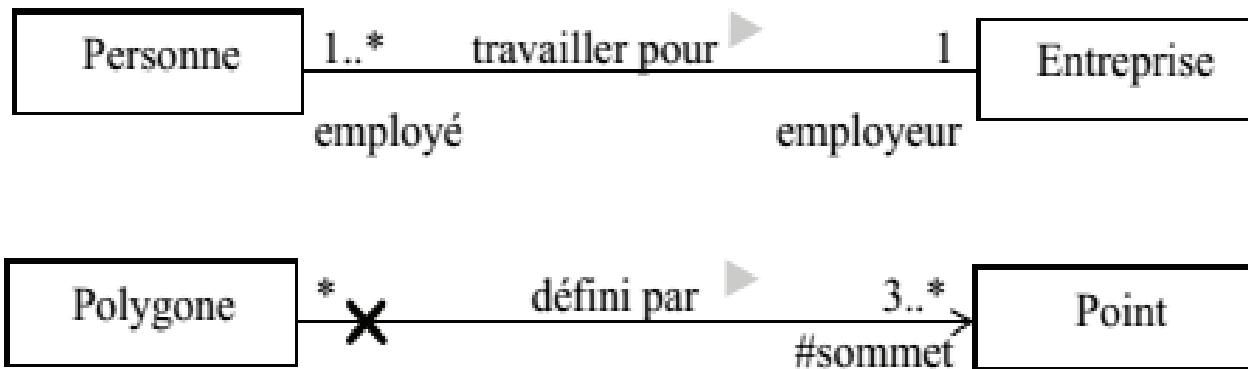 Personne 1..* travailler pour 1 Entreprise
employé employeur
Polygone * défini par 3..* Point
#sommet